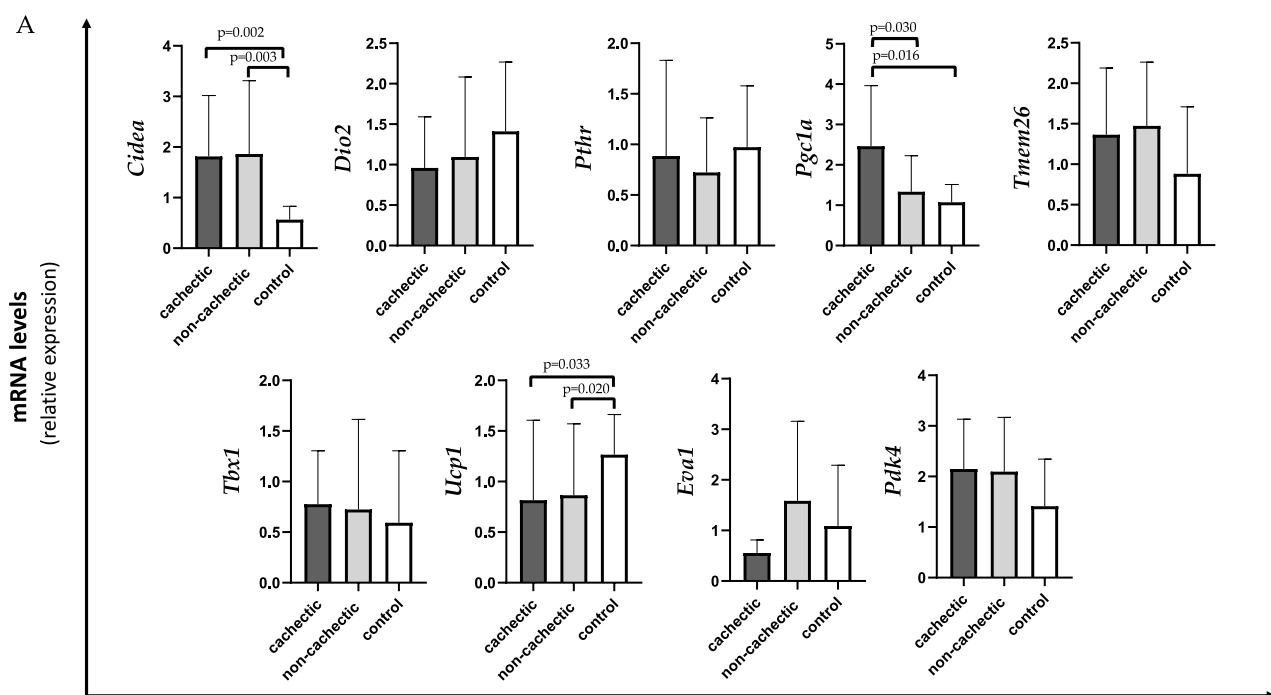 A
mRNA levels
(relative expression)
Cidea
4
3
2
1
0
p=0.002
p=0.003
cachectic
non-cachectic
control
Dio2
2.5
2.0
1.5
1.0
0.5
0.0
cachectic
non-cachectic
control
Pthr
2.0
1.5
1.0
0.5
0.0
cachectic
non-cachectic
control
Pgc1a
5
4
3
2
1
0
p=0.030
p=0.016
cachectic
non-cachectic
control
Tmem26
2.5
2.0
1.5
1.0
0.5
0.0
cachectic
non-cachectic
control
Tbx1
2.0
1.5
1.0
0.5
0.0
cachectic
non-cachectic
control
Ucp1
2.0
1.5
1.0
0.5
0.0
p=0.033
p=0.020
cachectic
non-cachectic
control
Eva1
4
3
2
1
0
cachectic
non-cachectic
control
Pdk4
4
3
2
1
0
cachectic
non-cachectic
control